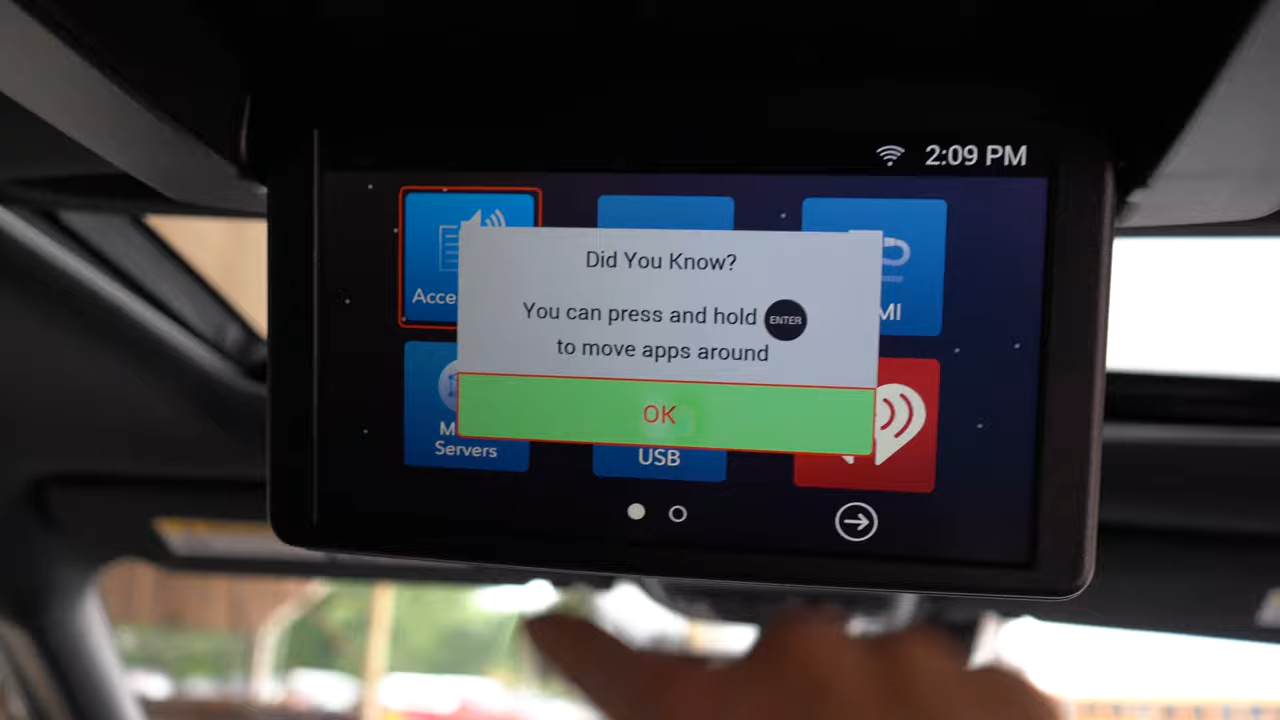 2:09 PM
Did You Know?
You can press and hold ENTER
to move apps around
OK
Servers
USB